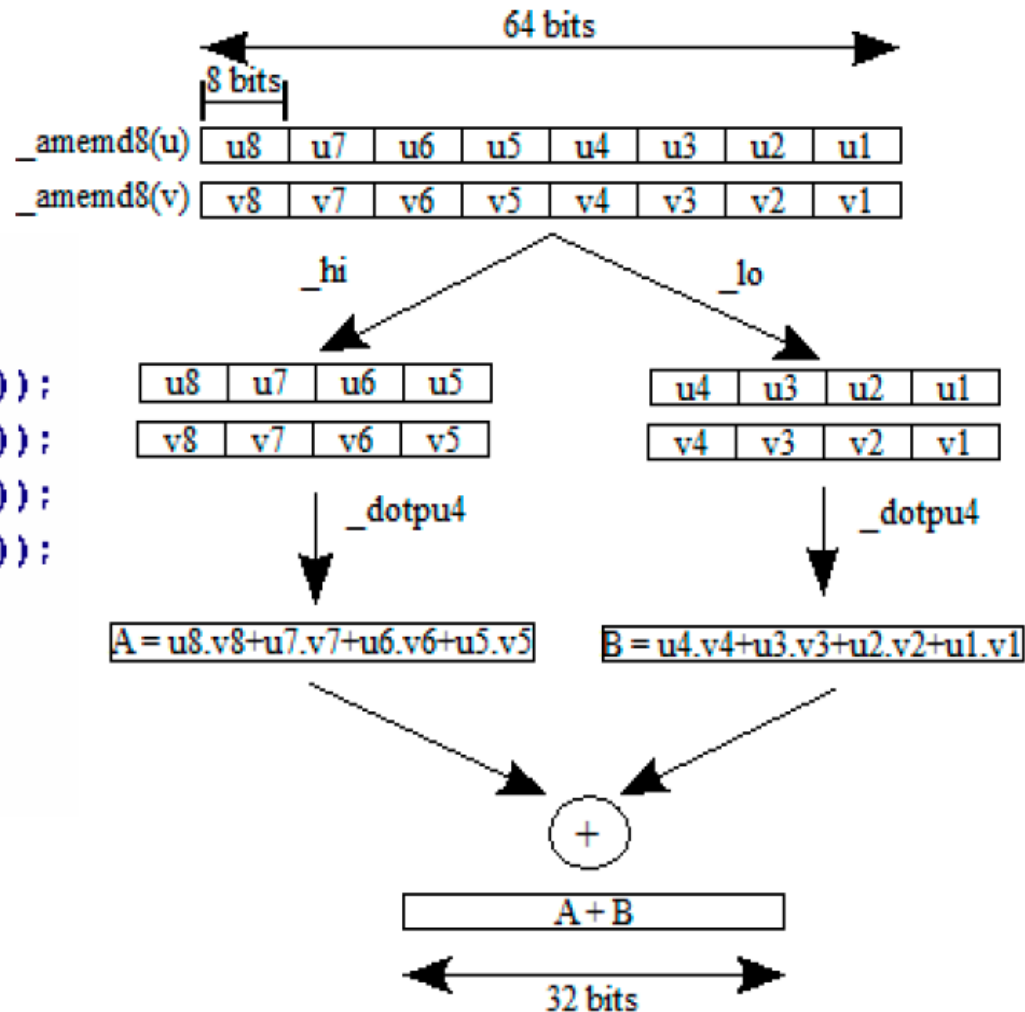 64 bits
8 bits
_amemd8(u) u8 u7 u6 u5 u4 u3 u2 u1
_amemd8(v) v8 v7 v6 v5 v4 v3 v2 v1
_hi _lo
)); u8 u7 u6 u5 u4 u3 u2 u1
)); v8 v7 v6 v5 v4 v3 v2 v1
)); _dotpu4 _dotpu4
));
A = u8.v8+u7.v7+u6.v6+u5.v5 B = u4.v4+u3.v3+u2.v2+u1.v1
+
A + B
32 bits